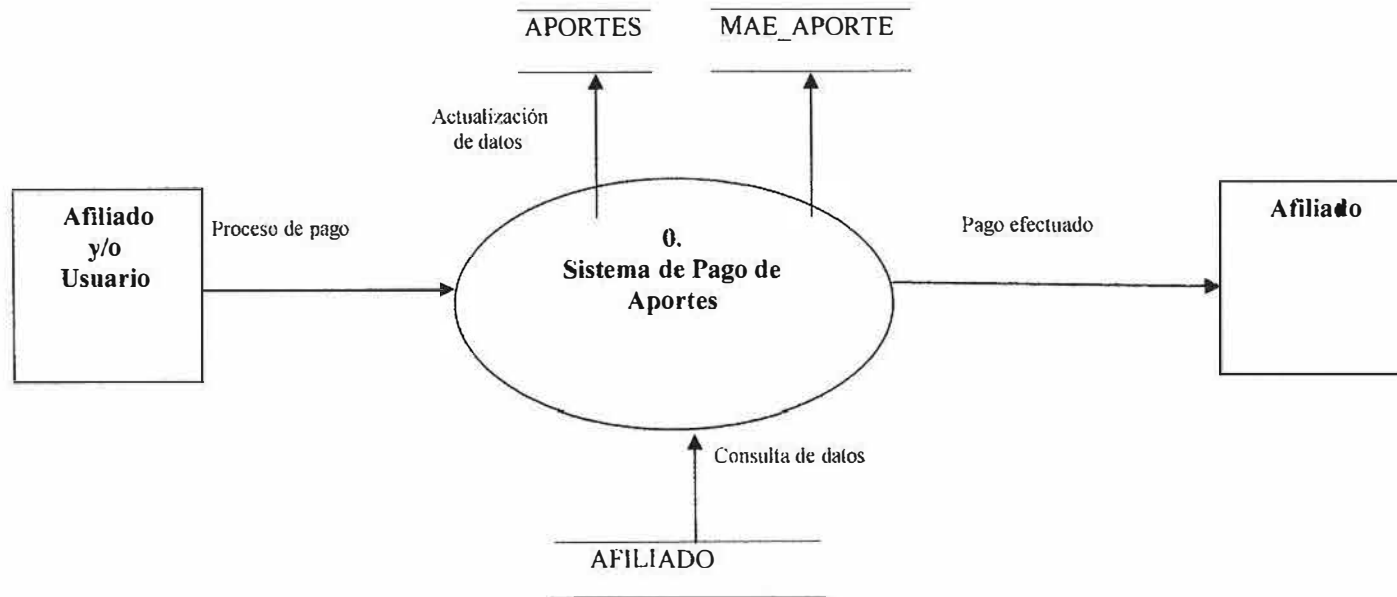 APORTES
MAE_APORTE
Actualización
de datos
Afiliado
y/o
Usuario
Proceso de pago
0.
Sistema de Pago de
Aportes
Pago efectuado
Afiliado
Consulta de datos
AFILIADO